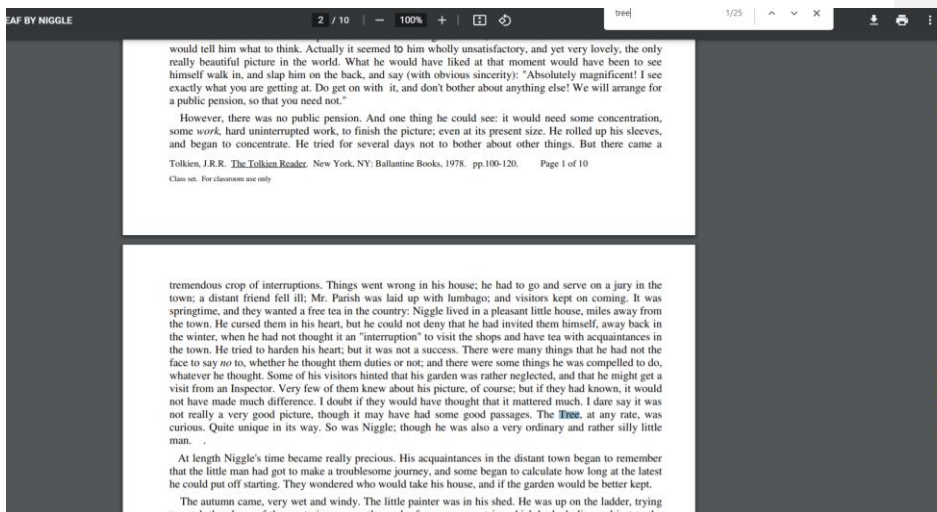 EAF BY NIGGLE
2 / 10
100%
tree
1/25
would tell him what to think. Actually it seemed to him wholly unsatisfactory, and yet very lovely, the only
really beautiful picture in the world. What he would have liked at that moment would have been to see
himself walk in, and slap him on the back, and say (with obvious sincerity): "Absolutely magnificent! I see
exactly what you are getting at. Do get on with it, and don't bother about anything else! We will arrange for
a public pension, so that you need not."
However, there was no public pension. And one thing he could see: it would need some concentration,
some work, hard uninterrupted work, to finish the picture; even at its present size. He rolled up his sleeves,
and began to concentrate. He tried for several days not to bother about other things. But there came a
Tolkien, J.R.R. The Tolkien Reader. New York, NY: Ballantine Books, 1978. pp.100-120. Page 1 of 10
Class set. For classroom use only
tremendous crop of interruptions. Things went wrong in his house; he had to go and serve on a jury in the
town; a distant friend fell ill; Mr. Parish was laid up with lumbago; and visitors kept on coming. It was
springtime, and they wanted a free tea in the country: Niggle lived in a pleasant little house, miles away from
the town. He cursed them in his heart, but he could not deny that he had invited them himself, away back in
the winter, when he had not thought it an "interruption" to visit the shops and have tea with acquaintances in
the town. He tried to harden his heart; but it was not a success. There were many things that he had not the
face to say no to, whether he thought them duties or not; and there were some things he was compelled to do,
whatever he thought. Some of his visitors hinted that his garden was rather neglected, and that he might get a
visit from an Inspector. Very few of them knew about his picture, of course; but if they had known, it would
not have made much difference. I doubt if they would have thought that it mattered much. I dare say it was
not really a very good picture, though it may have had some good passages. The Tree, at any rate, was
curious. Quite unique in its way. So was Niggle; though he was also a very ordinary and rather silly little
man. .
At length Niggle's time became really precious. His acquaintances in the distant town began to remember
that the little man had got to make a troublesome journey, and some began to calculate how long at the latest
he could put off starting. They wondered who would take his house, and if the garden would be better kept.
The autumn came, very wet and windy. The little painter was in his shed. He was up on the ladder, trying